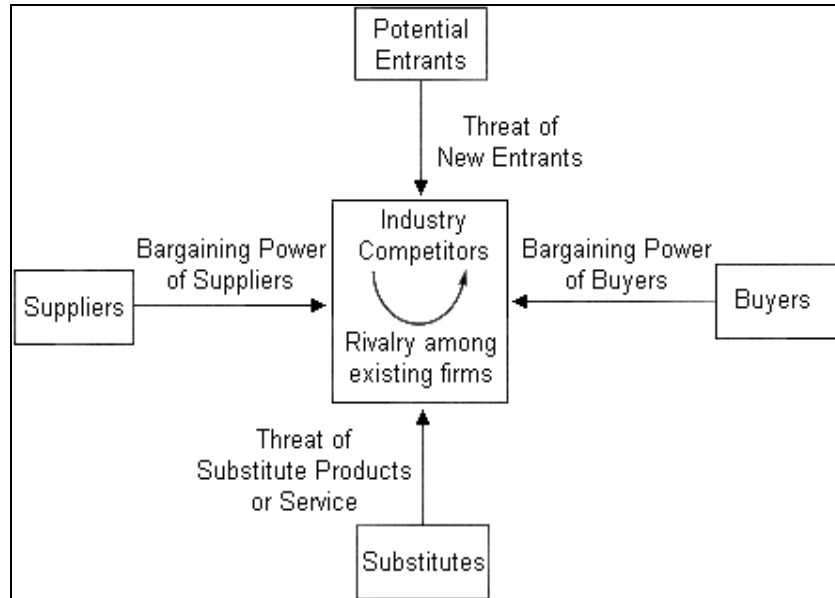 Potential
Entrants
Threat of
New Entrants
Industry
Competitors
Rivalry among
existing firms
Bargaining Power
of Suppliers
Suppliers
Bargaining Power
of Buyers
Buyers
Threat of
Substitute Products
or Service
Substitutes